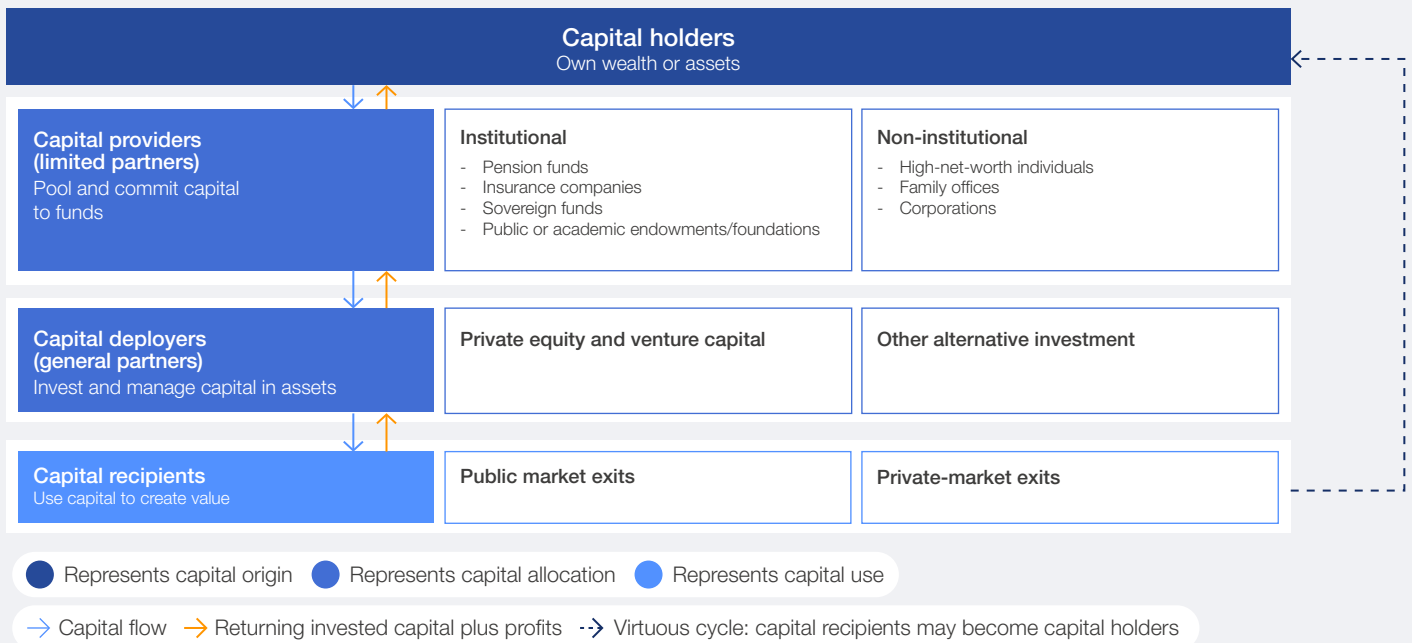 Capital holders
Own wealth or assets
Capital providers
(limited partners)
Pool and commit capital
to funds
Institutional
- Pension funds
- Insurance companies
- Sovereign funds
- Public or academic endowments/foundations
Non-institutional
- High-net-worth individuals
- Family offices
- Corporations
Capital deployers
(general partners)
Invest and manage capital in assets
Private equity and venture capital
Other alternative investment
Capital recipients
Use capital to create value
Public market exits
Private-market exits
Represents capital origin
Represents capital allocation
Represents capital use
Capital flow
Returning invested capital plus profits
Virtuous cycle: capital recipients may become capital holders